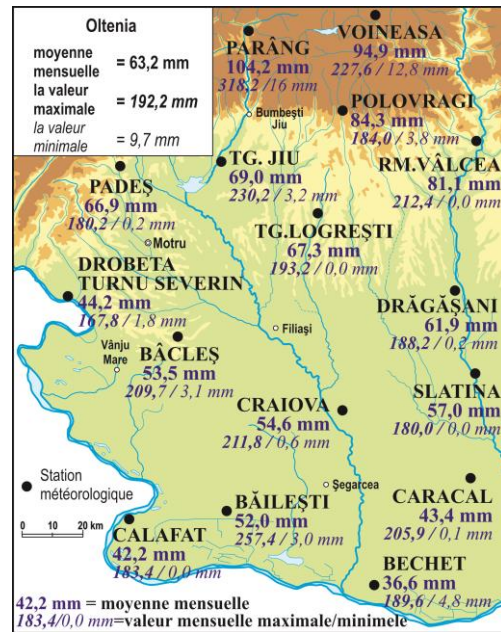 Oltenia
moyenne
mensuelle = 63,2 mm
la valeur
maximale = 192,2 mm
la valeur
minimale = 9,7 mm
PARÂNG
104,2 mm
318,2/16 mm
VOINEASA
94,9 mm
227,6/12,8 mm
Bumbești
Jiu
POLOVRAGI
84,3 mm
184,0/3,8 mm
TG. JIU
69,0 mm
230,2/3,2 mm
RM.VÂLCEA
81,1 mm
212,4/0,0 mm
PADEȘ
66,9 mm
180,2/0,2 mm
Motru
TG.LOGREȘTI
67,3 mm
193,2/0,0 mm
DROBETA
TURNU SEVERIN
44,2 mm
167,8/1,8 mm
DRĂGĂȘANI
61,9 mm
188,2/0,2 mm
Filiași
Vânju
Mare
BÂCLEȘ
53,5 mm
209,7/3,1 mm
SLATINA
57,0 mm
180,0/0,0 mm
CRAIOVA
54,6 mm
211,8/0,6 mm
Station
météorologique
0 10 20 km
Șegarcea
CARACAL
43,4 mm
205,9/0,1 mm
BĂILEȘTI
52,0 mm
257,4/3,0 mm
CALAFAT
42,2 mm
183,4/0,0 mm
BECHET
36,6 mm
189,6/4,8 mm
42,2 mm = moyenne mensuelle
183,4/0,0 mm=valeur mensuelle maximale/minimele